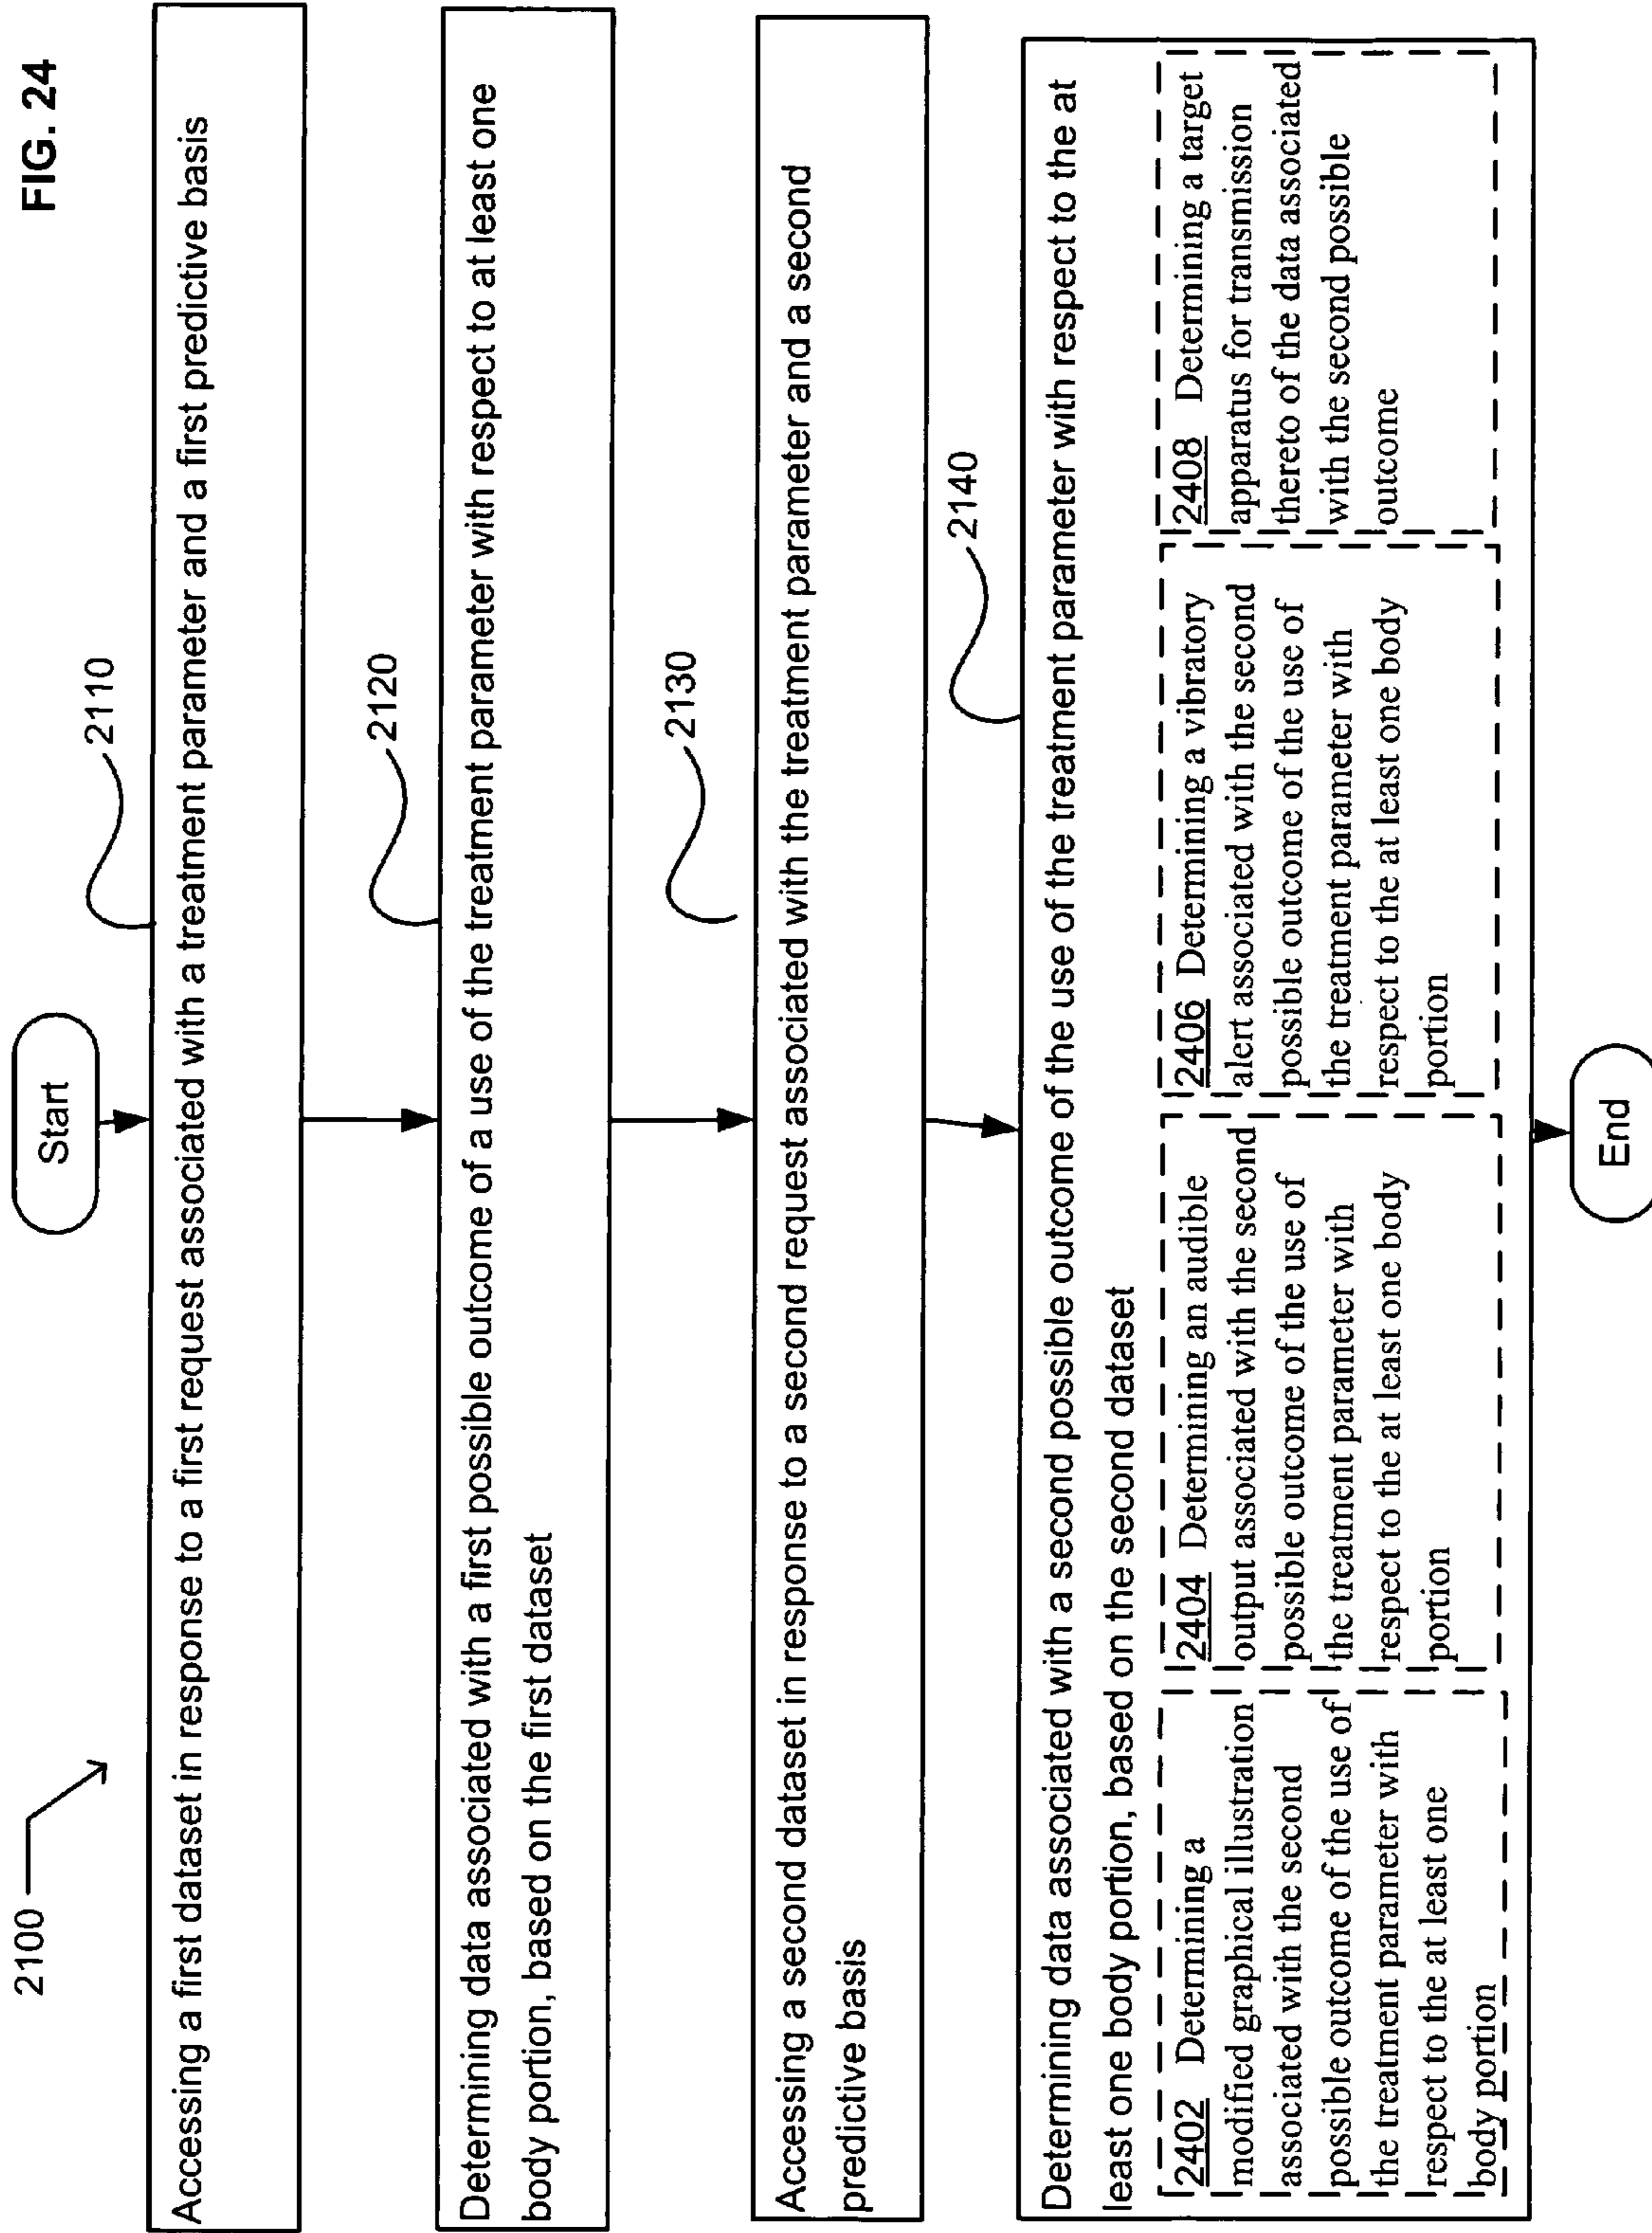 FIG. 24
2100
Start
2110
Accessing a first dataset in response to a first request associated with a treatment parameter and a first predictive basis
2120
Determining data associated with a first possible outcome of a use of the treatment parameter with respect to at least one
body portion, based on the first dataset
2130
Accessing a second dataset in response to a second request associated with the treatment parameter and a second
predictive basis
2140
Determining data associated with a second possible outcome of the use of the treatment parameter with respect to the at
least one body portion, based on the second dataset
2402 Determining a
modified graphical illustration
associated with the second
possible outcome of the use of
the treatment parameter with
respect to the at least one
body portion
2404 Determining an audible
output associated with the second
possible outcome of the use of
the treatment parameter with
respect to the at least one body
portion
2406 Determining a vibratory
alert associated with the second
possible outcome of the use of
the treatment parameter with
respect to the at least one body
portion
2408 Determining a target
apparatus for transmission
thereto of the data associated
with the second possible
outcome
End